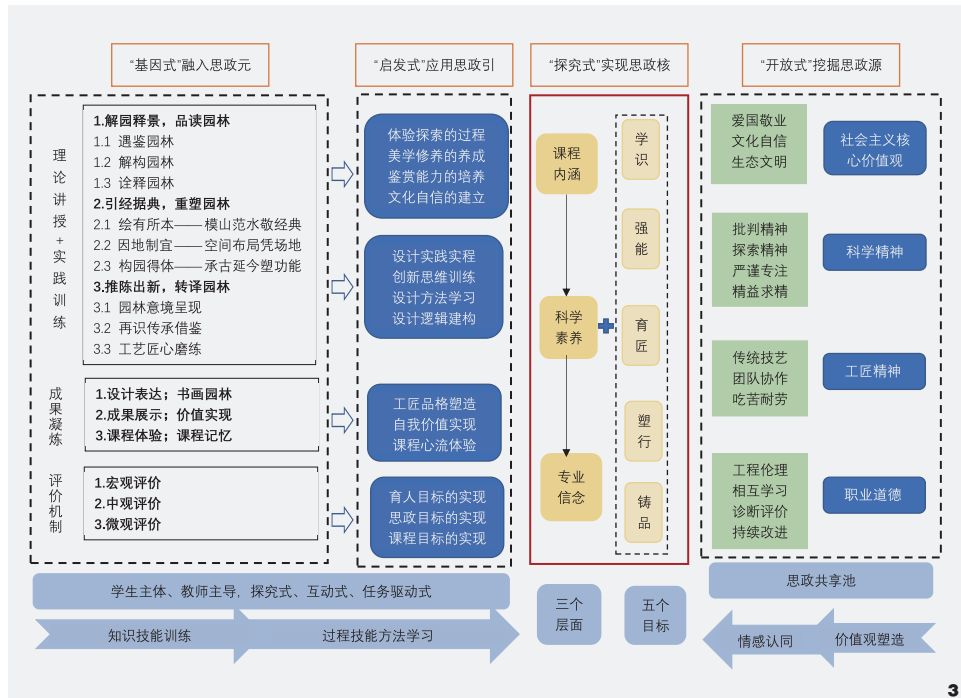 “基因式”融入思政元
“启发式”应用思政引
“探究式”实现思政核
“开放式”挖掘思政源
理论讲授+实践训练
1.解园释景，品读园林
1.1 遇鉴园林
1.2 解构园林
1.3 诠释园林
2.引经据典，重塑园林
2.1 绘有所本——模山范水敬经典
2.2 因地制宜——空间布局凭场地
2.3 构园得体——承古延今塑功能
3.推陈出新，转译园林
3.1 园林意境呈现
3.2 再识传承借鉴
3.3 工艺匠心磨练
成果凝炼
1.设计表达；书画园林
2.成果展示；价值实现
3.课程体验；课程记忆
评价机制
1.宏观评价
2.中观评价
3.微观评价
体验探索的过程
美学修养的养成
鉴赏能力的培养
文化自信的建立
设计实践实程
创新思维训练
设计方法学习
设计逻辑建构
工匠品格塑造
自我价值实现
课程心流体验
育人目标的实现
思政目标的实现
课程目标的实现
课程
内涵
科学
素养
专业
信念
学识
强能
育匠
塑行
铸品
爱国敬业
文化自信
生态文明
社会主义核
心价值观
批判精神
探索精神
严谨专注
精益求精
科学精神
传统技艺
团队协作
吃苦耐劳
工匠精神
工程伦理
相互学习
诊断评价
持续改进
职业道德
学生主体、教师主导，探究式、互动式、任务驱动式
知识技能训练
过程技能方法学习
三个
层面
五个
目标
思政共享池
情感认同
价值观塑造
3